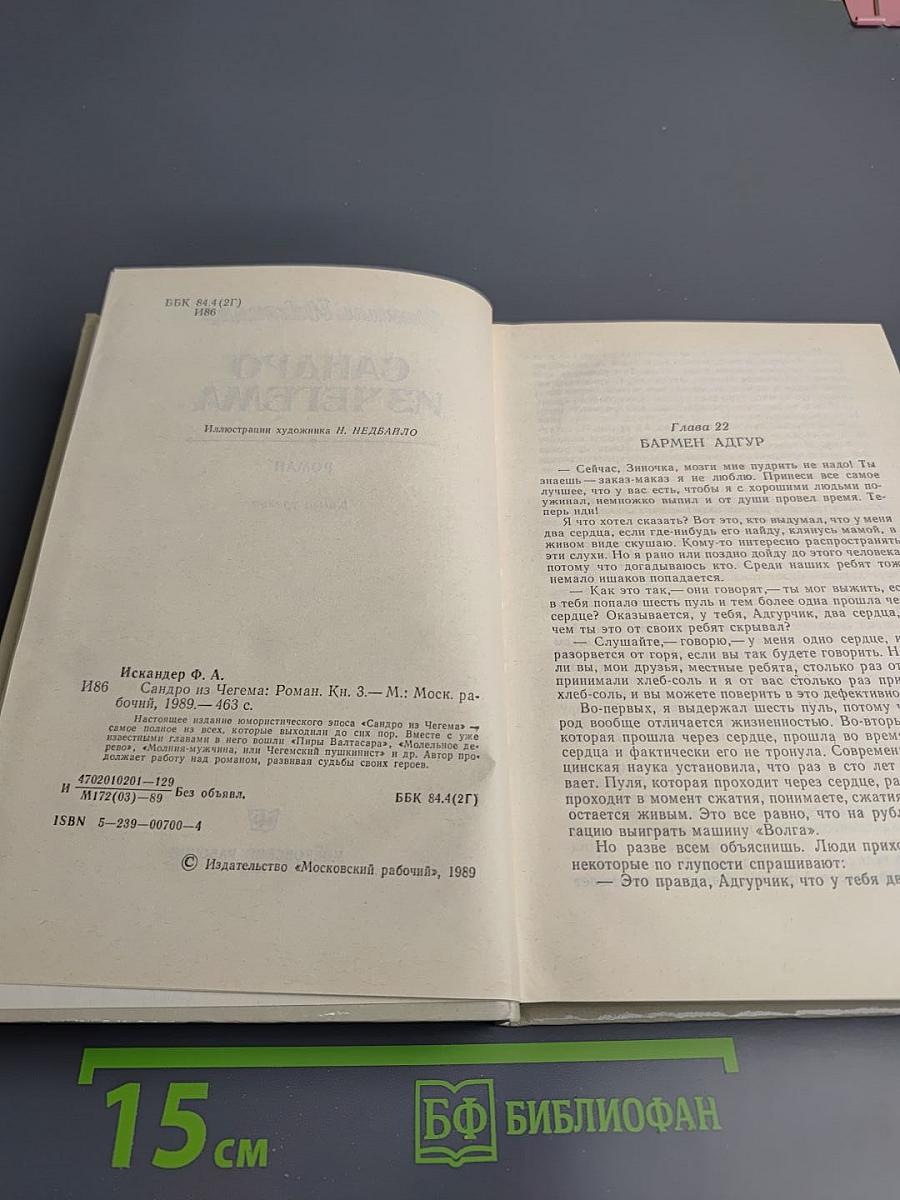 ББК 84.4(2Г)
И86
САНДРО
ИЗ ЧЕГЕМА
РОМАН
Иллюстрации художника Н. НЕДБАЙЛО
Искандер Ф. А.
И86 Сандро из Чегема: Роман. Кн. 3.— М.: Моск. ра-
бочий, 1989.— 463 с.
Настоящее издание юмористического эпоса «Сандро из Чегема» —
самое полное из всех, которые выходили до сих пор. Вместе с уже
известными главами в него вошли «Пиры Валтасара», «Молельное де-
рево», «Молния-мужчина, или Чегемский пушкинист» и др. Автор про-
должает работу над романом, развивая судьбы своих героев.
И 4702010201—129
М172(03)—89 Без объявл.
ББК 84.4(2Г)
ISBN 5—239—00700—4
© Издательство «Московский рабочий», 1989
Глава 22
БАРМЕН АДГУР
— Сейчас, Зиночка, мозги мне пудрить не надо! Ты
знаешь — заказ-маказ я не люблю. Принеси все самое
лучшее, что у вас есть, чтобы я с хорошими людьми по-
ужинал, немножко выпил и от души провел время. Те-
перь иди!
Я что хотел сказать? Вот это, кто выдумал, что у меня
два сердца, если где-нибудь его найду, клянусь мамой, в
живом виде скушаю. Кому-то интересно распространять
эти слухи. Но я рано или поздно дойду до этого человека
потому что догадываюсь кто. Среди наших ребят тож
немало ишаков попадается.
— Как это так,— они говорят,— ты мог выжить, ес
в тебя попало шесть пуль и тем более одна прошла че
сердце? Оказывается, у тебя, Адгурчик, два сердца,
чем ты это от своих ребят скрывал?
— Слушайте,— говорю,— у меня одно сердце, и
разорвется от горя, если вы так будете говорить. Н
ли вы, мои друзья, местные ребята, столько раз от
принимали хлеб-соль и я от вас столько раз при
хлеб-соль, и вы можете поверить в это дефективно
Во-первых, я выдержал шесть пуль, потому ч
род вообще отличается жизненностью. Во-вторы
которая прошла через сердце, прошла во время
сердца и фактически его не тронула. Современ
цинская наука установила, что раз в сто лет
вает. Пуля, которая проходит через сердце, ра
проходит в момент сжатия, понимаете, сжатия
остается живым. Это все равно, что на рубл
гацию выиграть машину «Волга».
Но разве всем объяснишь. Люди прихо
некоторые по глупости спрашивают:
— Это правда, Адгурчик, что у тебя дв
15 см
БФ БИБЛИОФАН